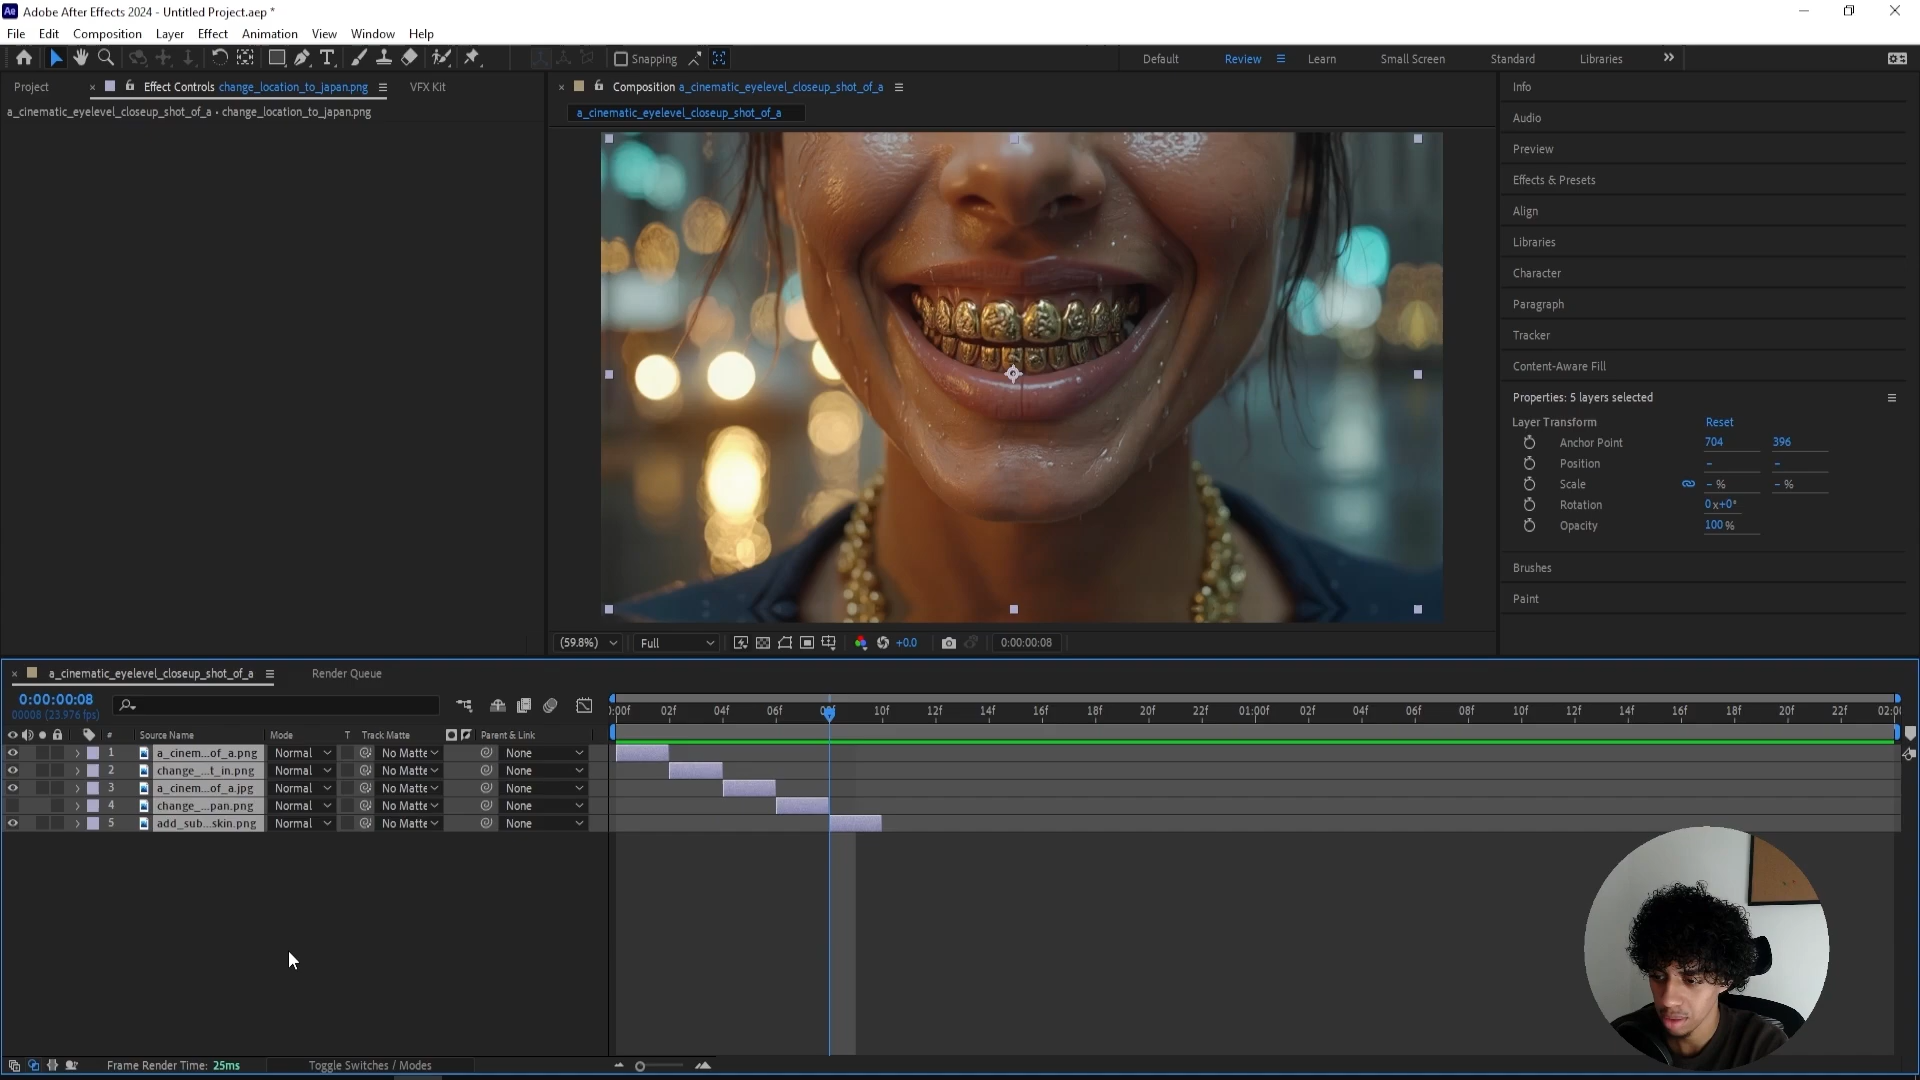 Ae Adobe After Effects 2024 - Untitled Project.aep *
File Edit Composition Layer Effect Animation View Window Help
Snapping Default Review Learn Small Screen Standard Libraries
Project Effect Controls change_location_to_japan.png VFX Kit
a_cinematic_eyelevel_closeup_shot_of_a • change_location_to_japan.png
Composition a_cinematic_eyelevel_closeup_shot_of_a
a_cinematic_eyelevel_closeup_shot_of_a
(59.8%) Full +0.0 0:00:00:08
Info
Audio
Preview
Effects & Presets
Align
Libraries
Character
Paragraph
Tracker
Content-Aware Fill
Properties: 5 layers selected
Layer Transform Reset
Anchor Point 704 396
Position - -
Scale - % - %
Rotation 0x+0°
Opacity 100 %
Brushes
Paint
a_cinematic_eyelevel_closeup_shot_of_a Render Queue
0:00:00:08
00008 (23.976 fps)
:00f 02f 04f 06f 10f 12f 14f 16f 18f 20f 22f 01:00f 02f 04f 06f 08f 10f 12f 14f 16f 18f 20f 22f 02:0
# Source Name Mode T Track Matte Parent & Link
1 a_cinem...of_a.png Normal No Matte None
2 change_...t_in.png Normal No Matte None
3 a_cinem...of_a.jpg Normal No Matte None
4 change_...pan.png Normal No Matte None
5 add_sub...skin.png Normal No Matte None
Frame Render Time: 25ms Toggle Switches / Modes